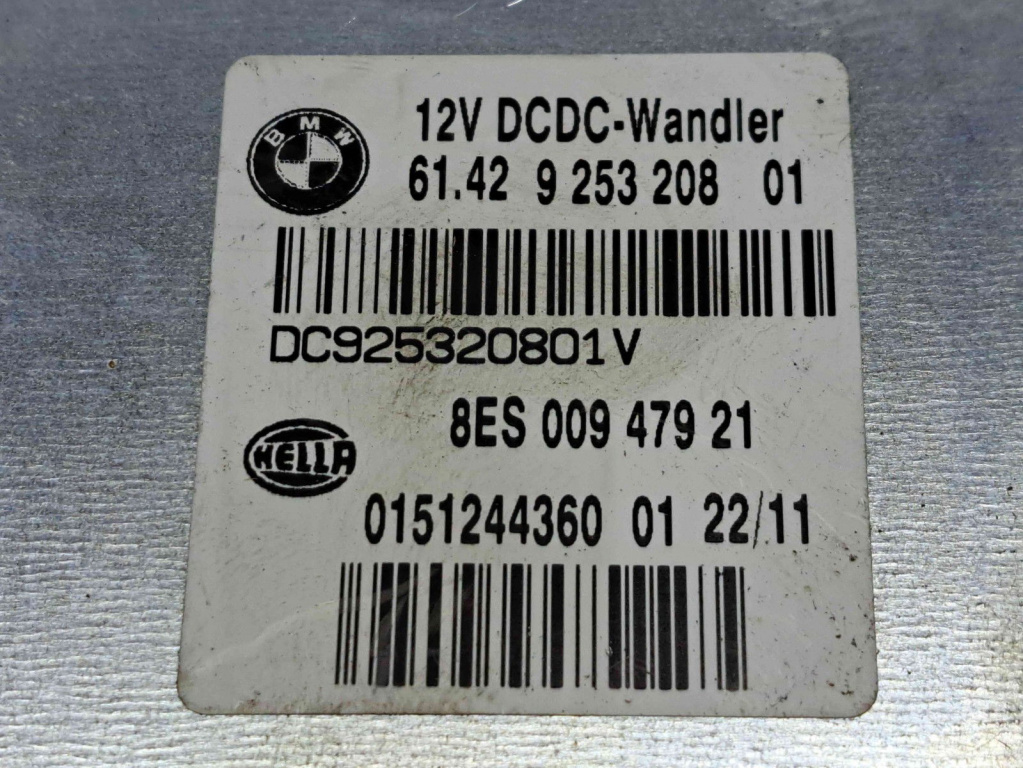 BMW
12V DCDC-Wandler
61.42 9 253 208 01
DC925320801V
8ES 009 479 21
HELLA
0151244360 01 22/11